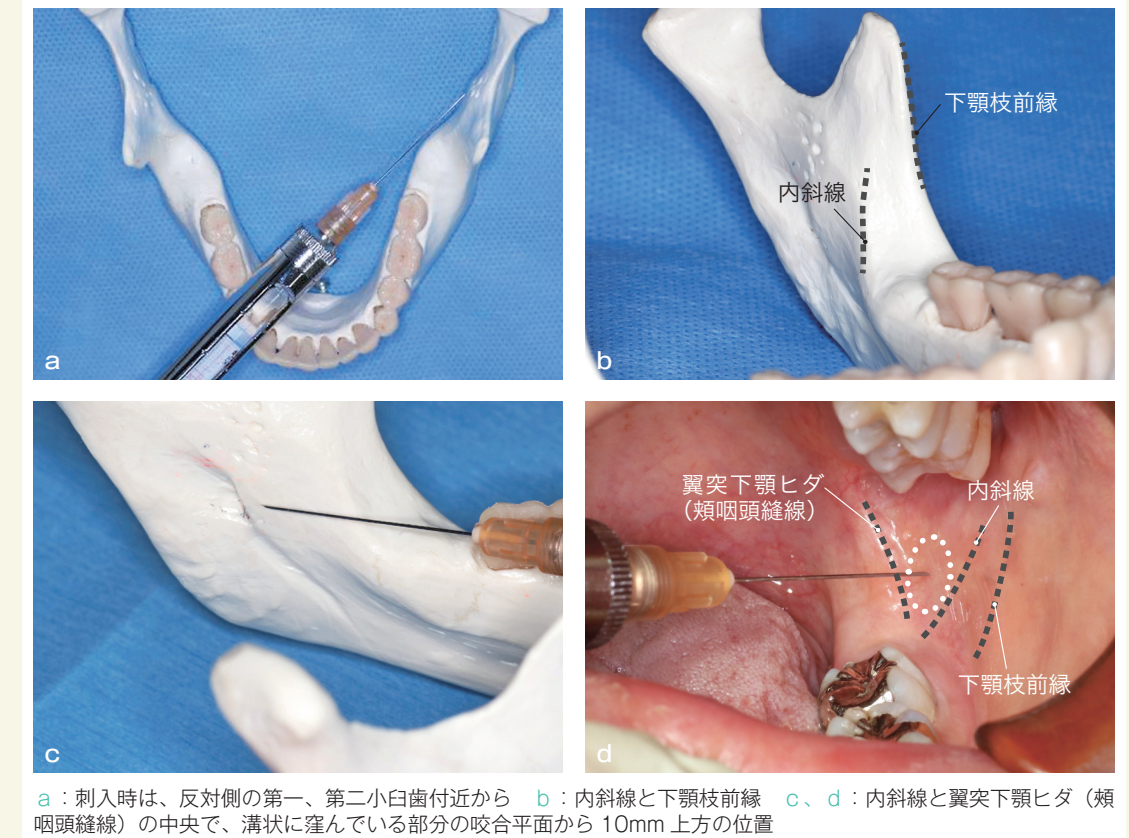 a
下顎枝前縁
内斜線
b
c
翼突下顎ヒダ
（頰咽頭縫線）
内斜線
下顎枝前縁
d
a：刺入時は、反対側の第一、第二小臼歯付近から　b：内斜線と下顎枝前縁　c、d：内斜線と翼突下顎ヒダ（頰
咽頭縫線）の中央で、溝状に窪んでいる部分の咬合平面から 10mm 上方の位置